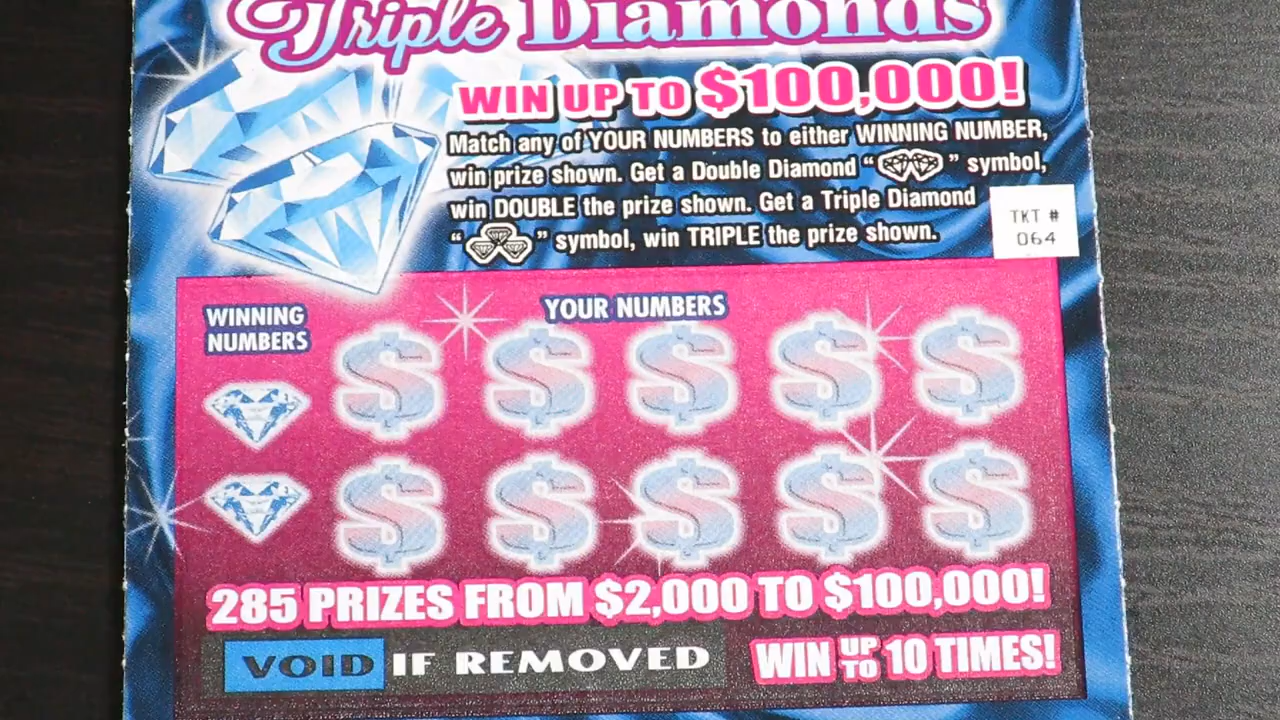 Triple Diamonds
WIN UP TO $100,000!
Match any of YOUR NUMBERS to either WINNING NUMBER,
win prize shown. Get a Double Diamond “ ” symbol,
win DOUBLE the prize shown. Get a Triple Diamond
“ ” symbol, win TRIPLE the prize shown.
TKT #
064
WINNING
NUMBERS
YOUR NUMBERS
$ $ $ $ $
$ $ $ $ $
285 PRIZES FROM $2,000 TO $100,000!
VOID IF REMOVED
WIN UP TO 10 TIMES!